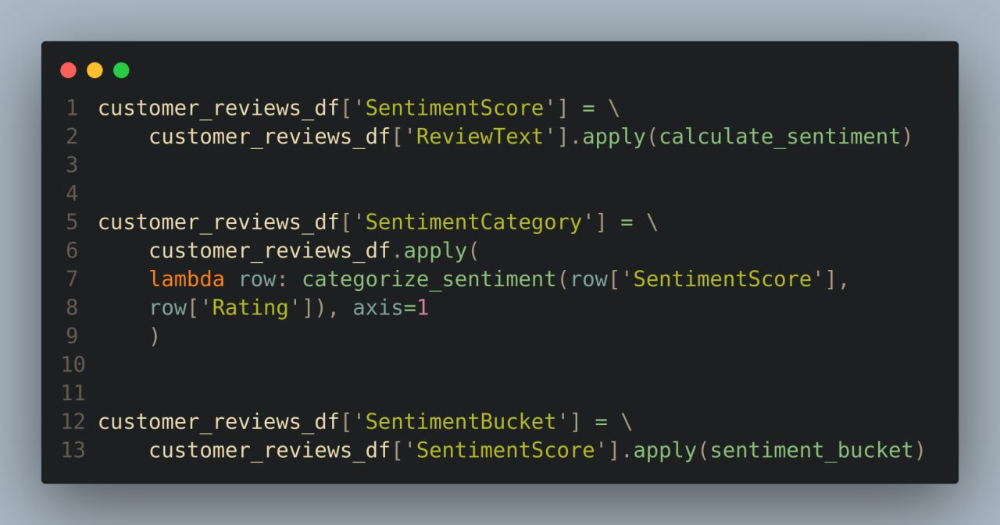 1 customer_reviews_df['SentimentScore'] = \
2     customer_reviews_df['ReviewText'].apply(calculate_sentiment)
3
4
5 customer_reviews_df['SentimentCategory'] = \
6     customer_reviews_df.apply(
7     lambda row: categorize_sentiment(row['SentimentScore'],
8     row['Rating']), axis=1
9     )
10
11
12 customer_reviews_df['SentimentBucket'] = \
13     customer_reviews_df['SentimentScore'].apply(sentiment_bucket)